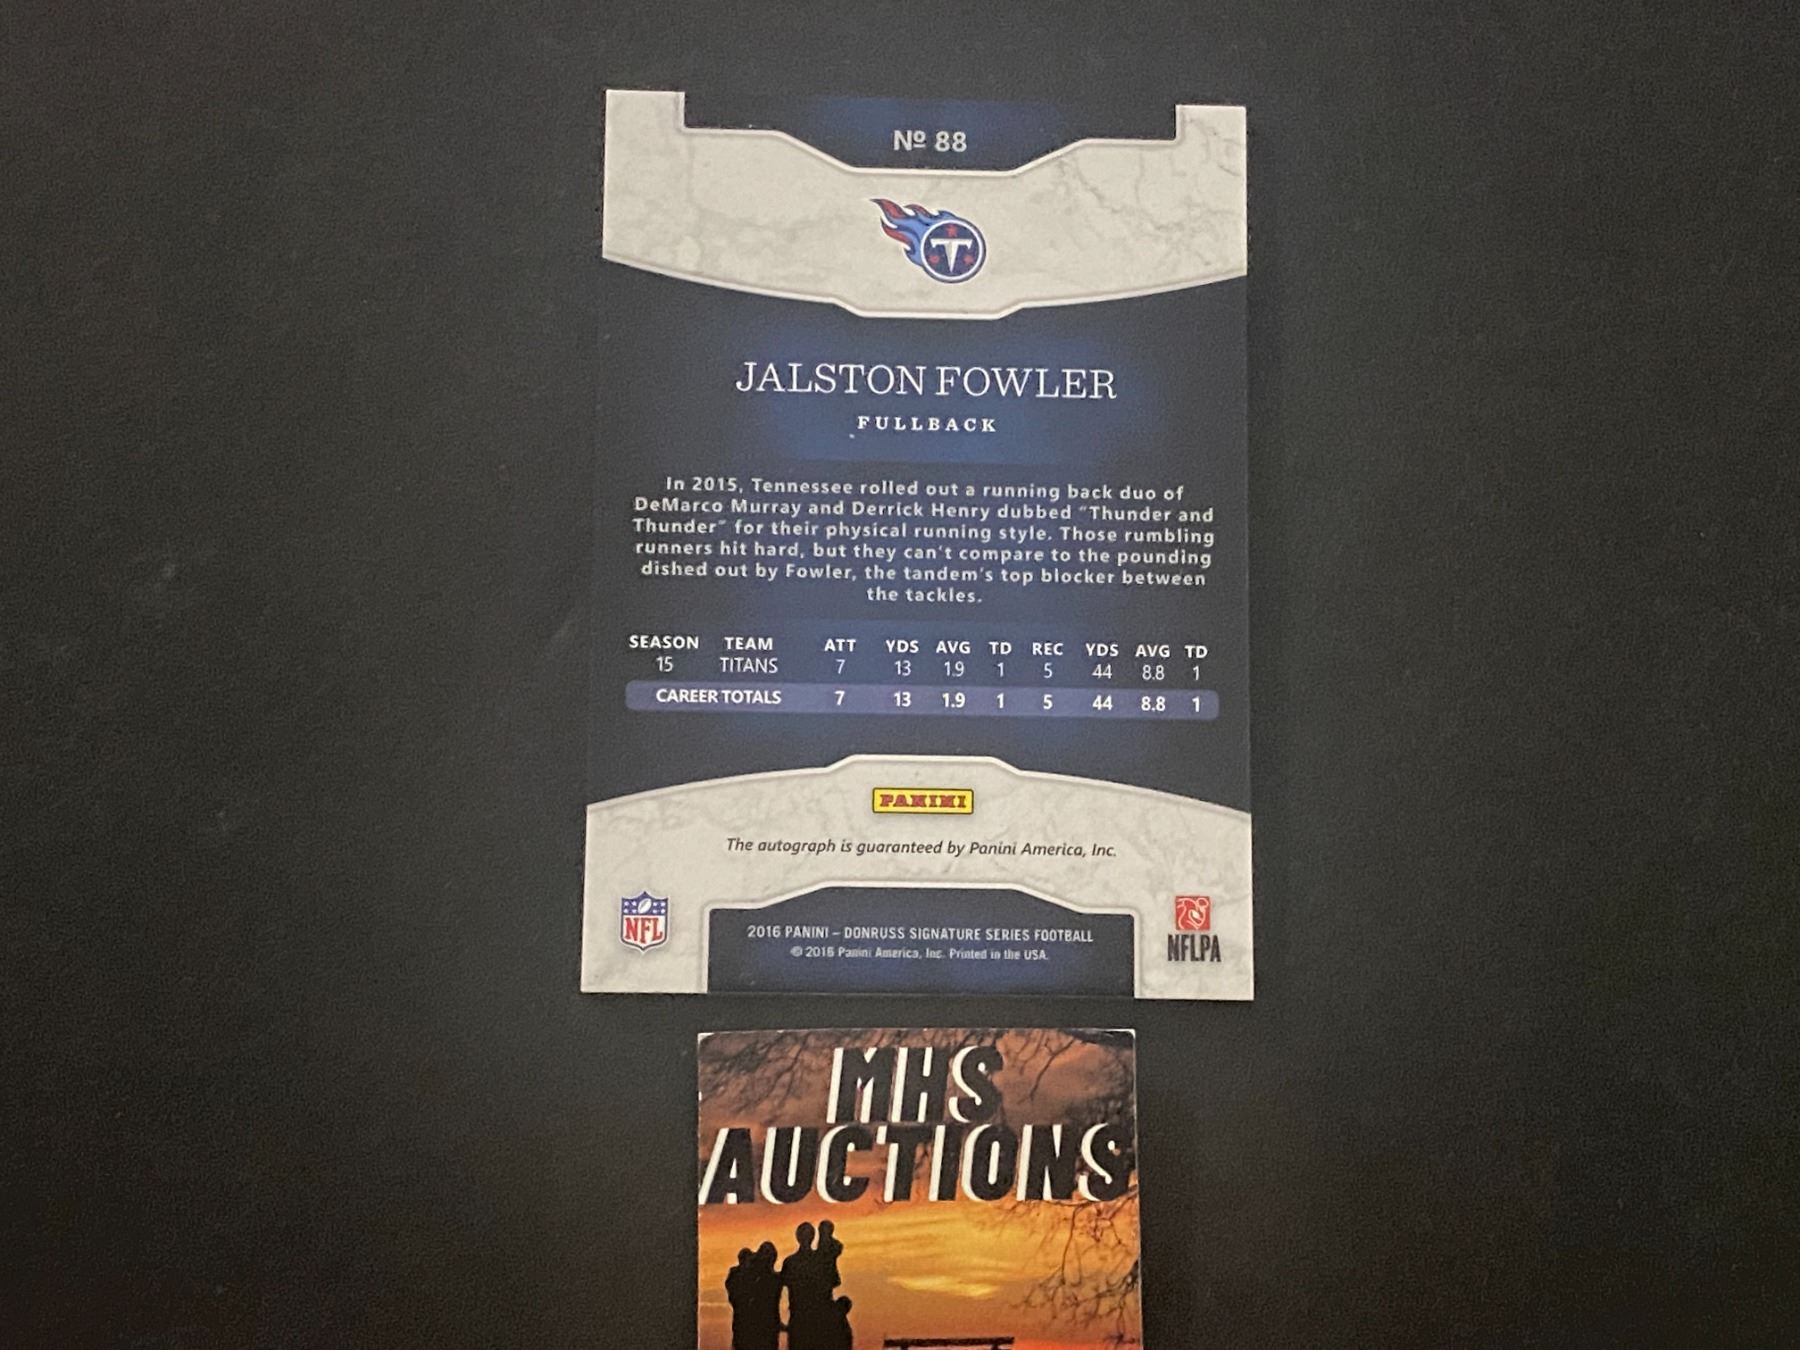 Nº 88
T
JALSTON FOWLER
FULLBACK
In 2015, Tennessee rolled out a running back duo of
DeMarco Murray and Derrick Henry dubbed “Thunder and
Thunder” for their physical running style. Those rumbling
runners hit hard, but they can't compare to the pounding
dished out by Fowler, the tandem's top blocker between
the tackles.
SEASON TEAM ATT YDS AVG TD REC YDS AVG TD
15 TITANS 7 13 1.9 1 5 44 8.8 1
CAREER TOTALS 7 13 1.9 1 5 44 8.8 1
PANINI
The autograph is guaranteed by Panini America, Inc.
NFL
NFLPA
2016 PANINI – DONRUSS SIGNATURE SERIES FOOTBALL
© 2016 Panini America, Inc. Printed in the USA.
MHS
AUCTIONS